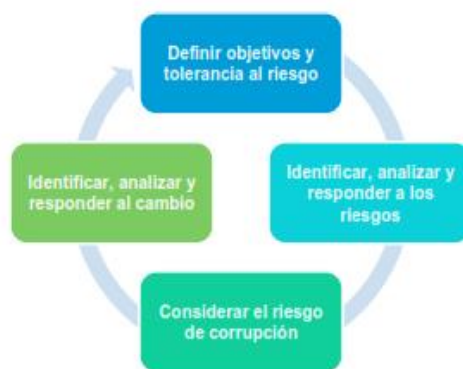 Definir objetivos y
tolerancia al riesgo
Identificar, analizar y
responder a los
riesgos
Considerar el riesgo
de corrupción
Identificar, analizar y
responder al cambio